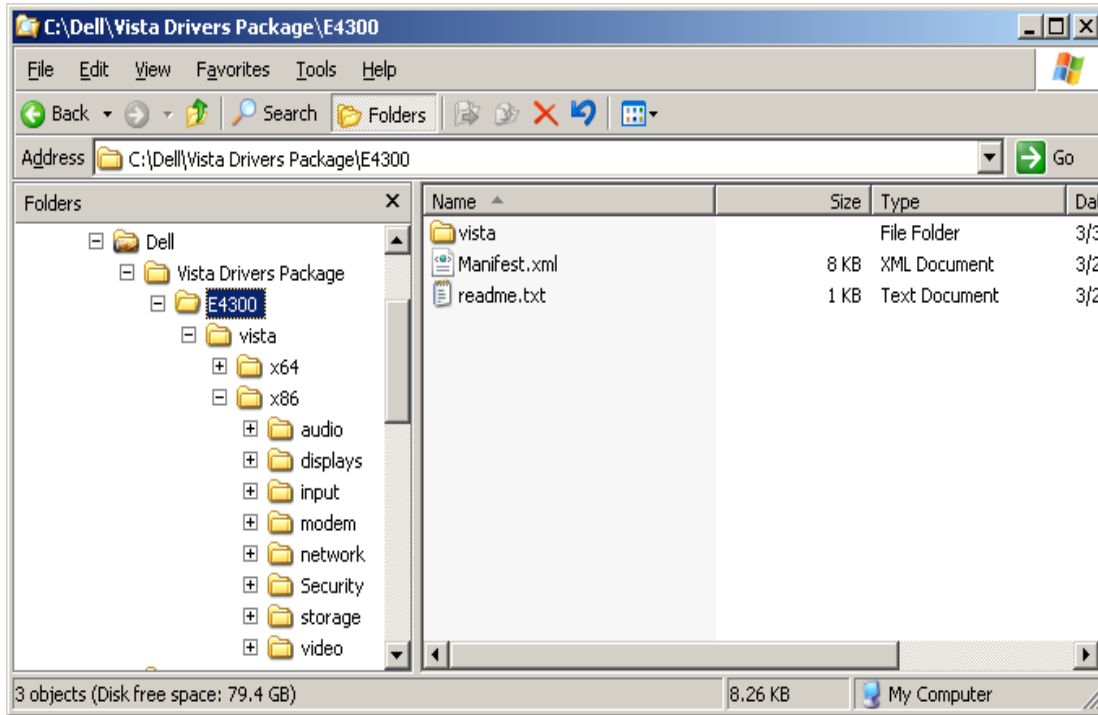 C:\Dell\Vista Drivers Package\E4300
File Edit View Favorites Tools Help
Back Search Folders
Address C:\Dell\Vista Drivers Package\E4300 Go
Folders x Name Size Type
Dell
Vista Drivers Package
E4300
vista
x64
x86
audio
displays
input
modem
network
Security
storage
video
vista File Folder
Manifest.xml 8 KB XML Document
readme.txt 1 KB Text Document
3 objects (Disk free space: 79.4 GB) 8.26 KB My Computer